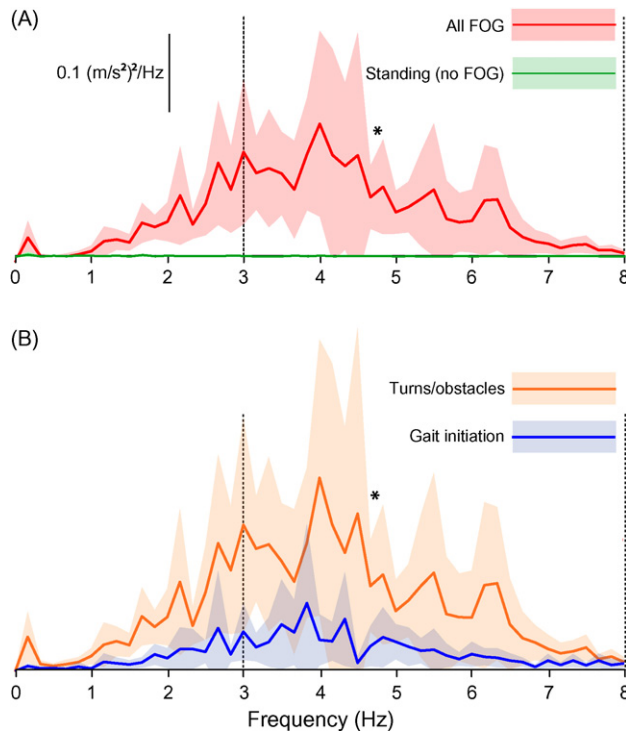 (A)
All FOG
0.1 (m/s²)²/Hz
Standing (no FOG)
*
0 1 2 3 4 5 6 7 8
(B)
Turns/obstacles
Gait initiation
*
0 1 2 3 4 5 6 7 8
Frequency (Hz)